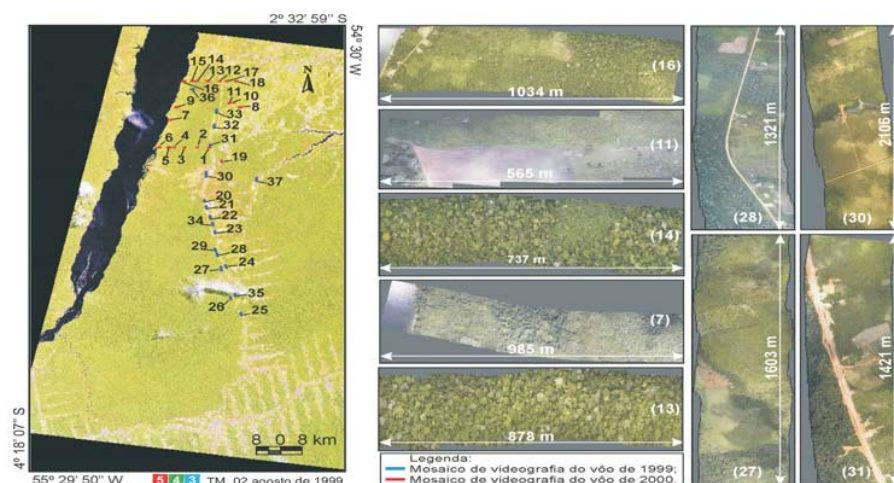 2º 32' 59" S
54º 30' W
15 14
13 12 17
18
16
36
11 10
9 8
33
7
32
6 4 2
31
5 3 1
19
30
37
20
21
22
34
23
29 28
27 24
35
26 25
N
8 0 8 km
4º 18' 07" S
55º 29' 50" W
5 4 3 TM, 02 agosto de 1999
(16)
1034 m
(11)
565 m
(14)
737 m
(7)
985 m
(13)
878 m
Legenda:
Mosaico de videografia do vôo de 1999;
Mosaico de videografia do vôo de 2000.
1321 m
(28)
2106 m
(30)
1603 m
(27)
1421 m
(31)